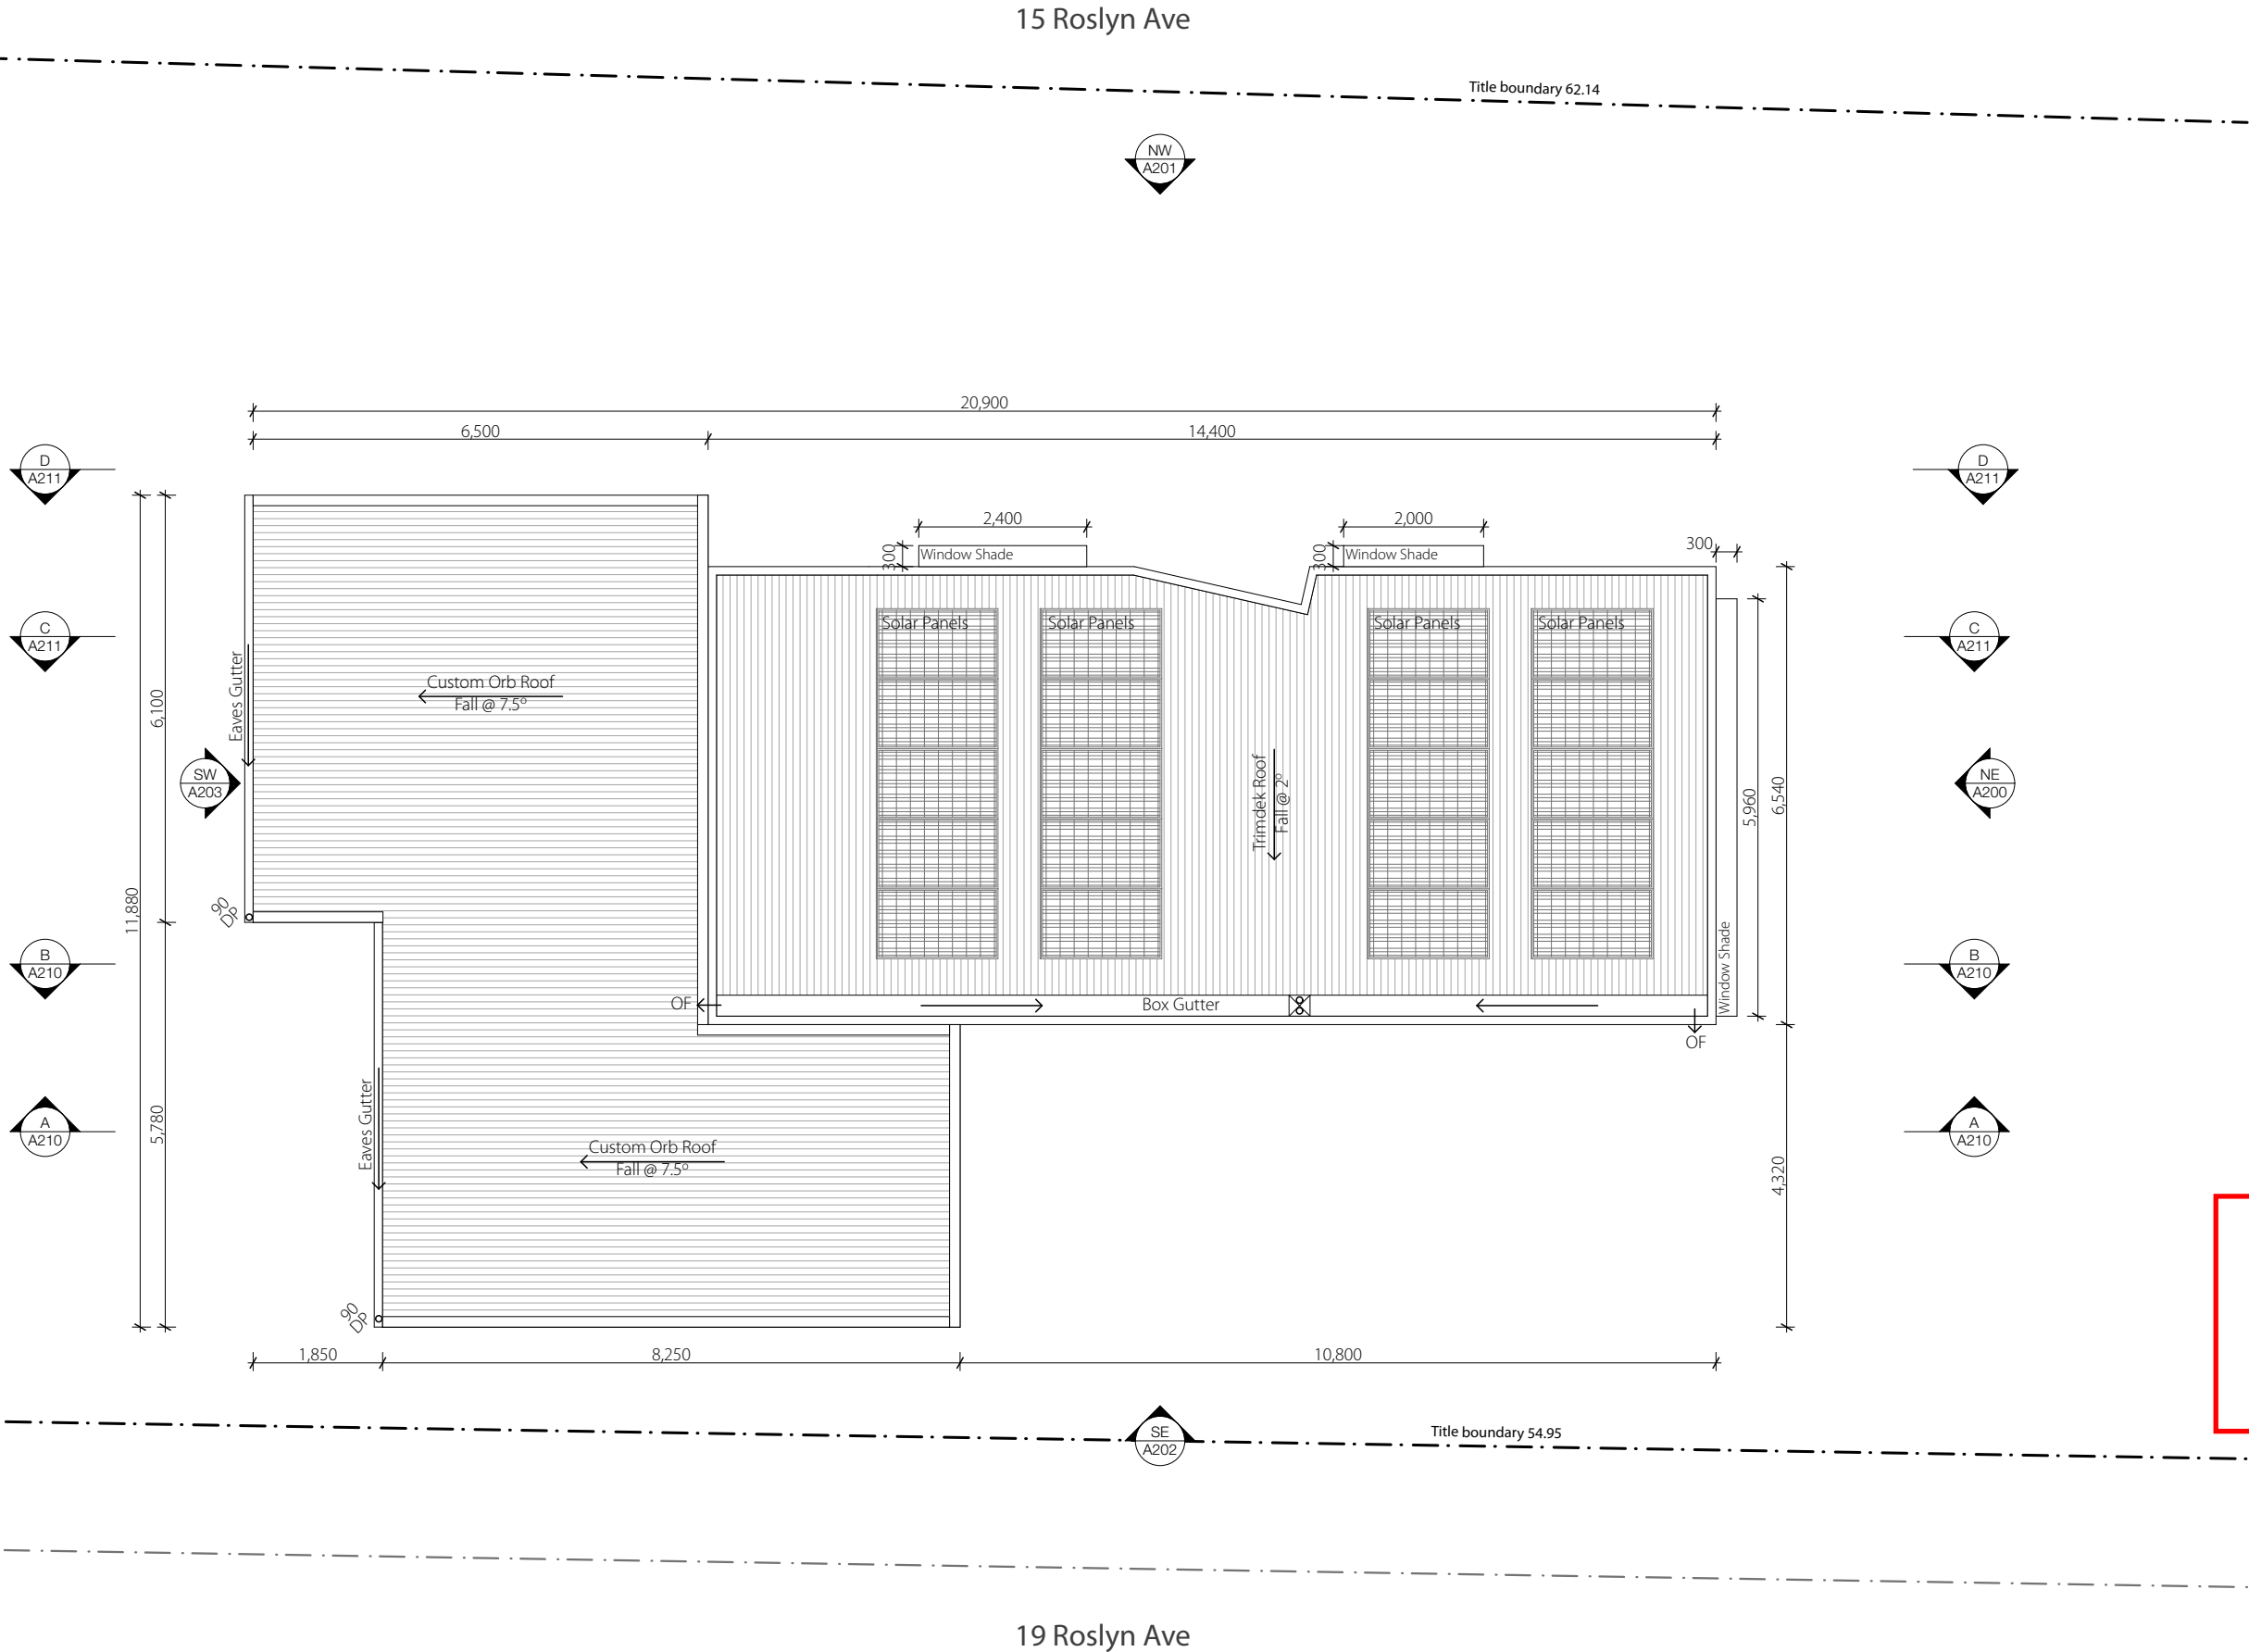 15 Roslyn Ave
Title boundary 62.14
NW
A201
20,900
6,500
14,400
D
A211
D
A211
2,400
2,000
300
300
300
Window Shade
Window Shade
C
A211
C
A211
Solar Panels
Solar Panels
Solar Panels
Solar Panels
Eaves Gutter
Custom Orb Roof
Fall @ 7.5°
6,100
SW
A203
NE
A200
Trimdek Roof
Fall @ 2°
5,960
6,540
11,880
90
DP
B
A210
B
A210
Window Shade
OF
Box Gutter
OF
A
A210
A
A210
5,780
Eaves Gutter
Custom Orb Roof
Fall @ 7.5°
4,320
90
DP
1,850
8,250
10,800
SE
A202
Title boundary 54.95
19 Roslyn Ave